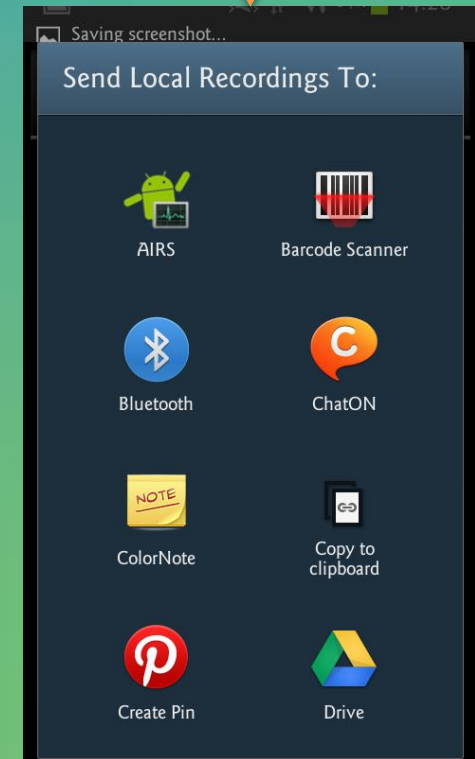 Saving screenshot...
Send Local Recordings To:
AIRS
Barcode Scanner
Bluetooth
C
ChatON
NOTE
ColorNote
Copy to
clipboard
Create Pin
Drive